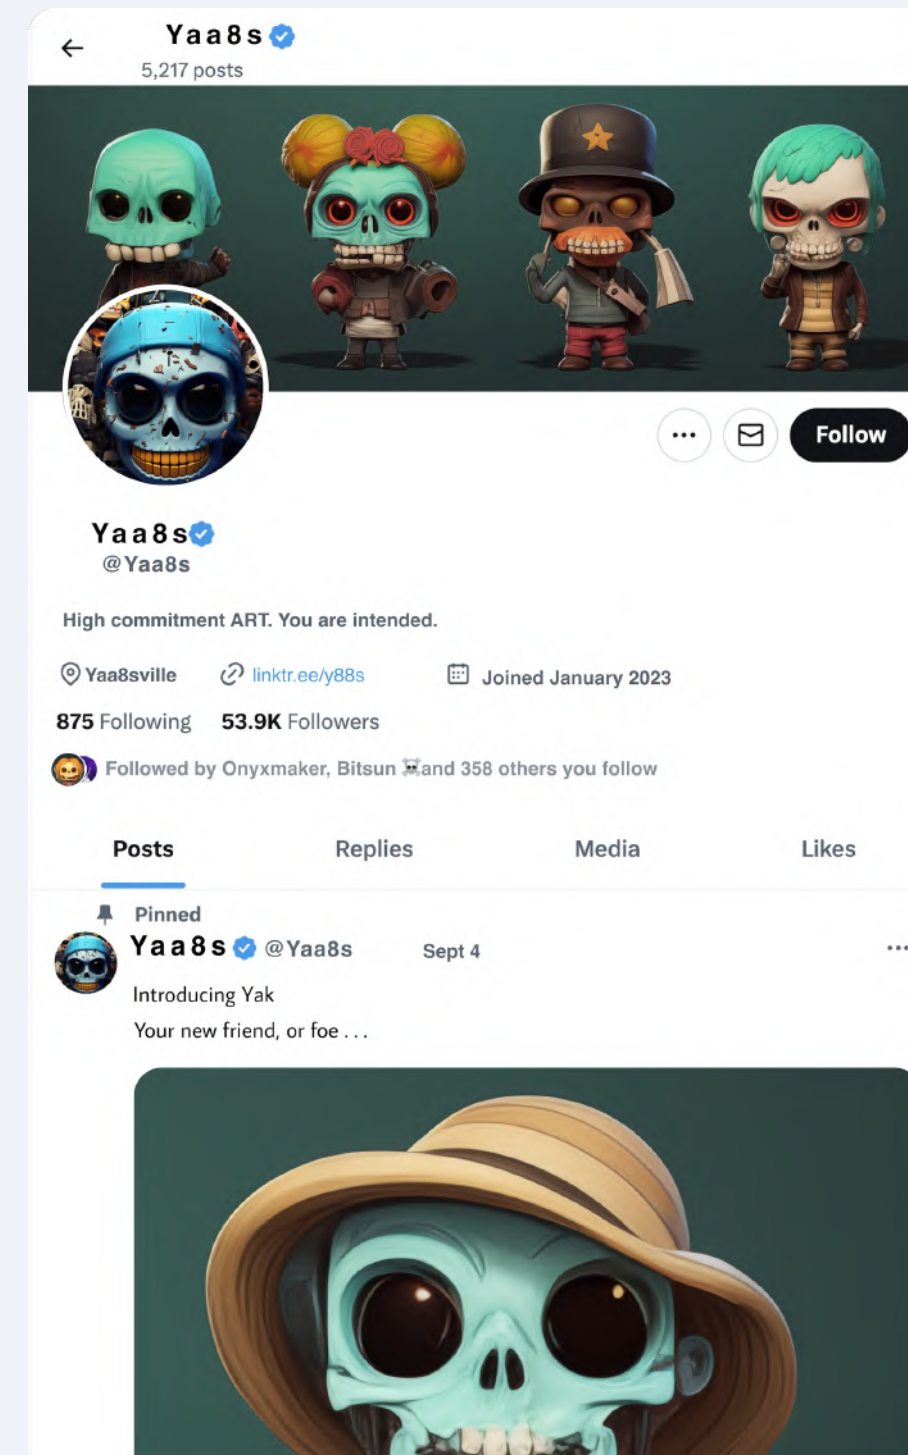 Yaa8s
5,217 posts
Follow
Yaa8s
@Yaa8s
High commitment ART. You are intended.
Yaa8sville linktr.ee/y88s Joined January 2023
875 Following 53.9K Followers
Followed by Onyxmaker, Bitsun ☠️and 358 others you follow
Posts Replies Media Likes
Pinned
Yaa8s @Yaa8s Sept 4
Introducing Yak
Your new friend, or foe . . .